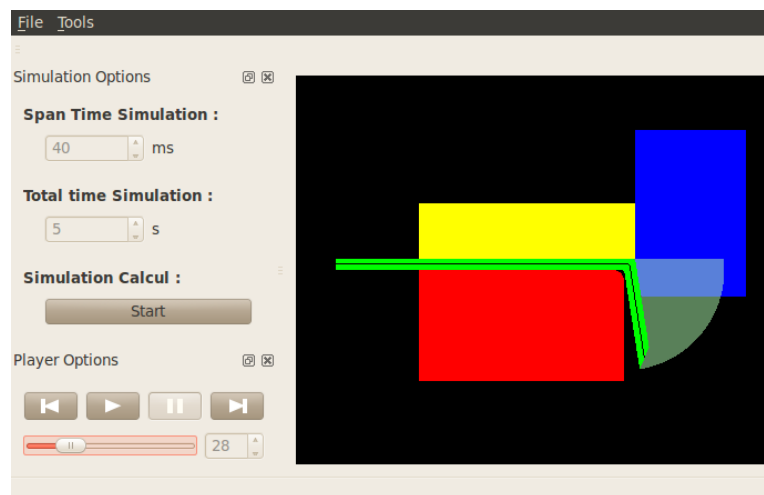 File Tools
Simulation Options
Span Time Simulation :
40 ms
Total time Simulation :
5 s
Simulation Calcul :
Start
Player Options
28